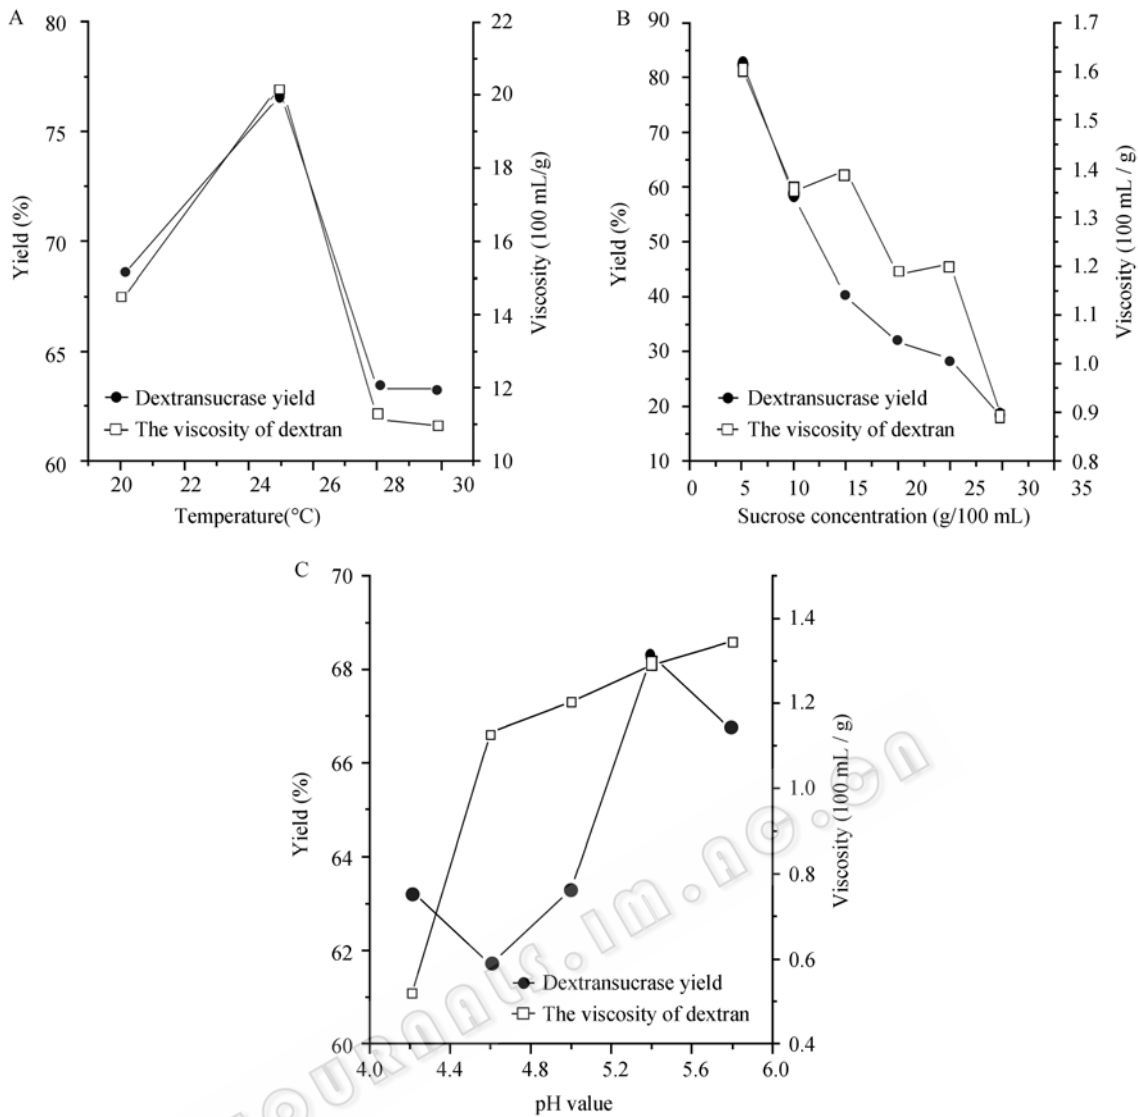 A
80
75
70
65
60
Yield (%)
22
20
18
16
14
12
10
Viscosity (100 mL/g)
Dextransucrase yield
The viscosity of dextran
20 22 24 26 28 30
Temperature(°C)
B
90
80
70
60
50
40
30
20
10
Yield (%)
1.7
1.6
1.5
1.4
1.3
1.2
1.1
1.0
0.9
0.8
Viscosity (100 mL / g)
Dextransucrase yield
The viscosity of dextran
0 5 10 15 20 25 30 35
Sucrose concentration (g/100 mL)
C
70
68
66
64
62
60
Yield (%)
1.4
1.2
1.0
0.8
0.6
0.4
Viscosity (100 mL / g)
Dextransucrase yield
The viscosity of dextran
4.0 4.4 4.8 5.2 5.6 6.0
pH value
OURNALS.IM.AC.CN